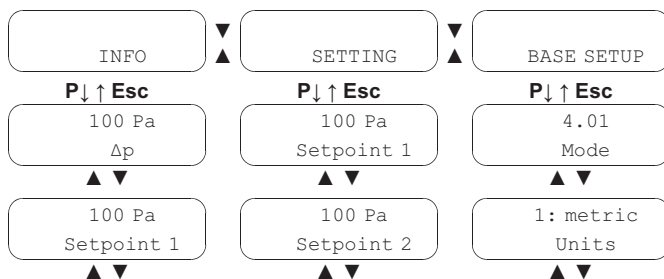 ▼ ▼
INFO ▲ SETTING ▲ BASE SETUP
P↓ ↑ Esc P↓ ↑ Esc P↓ ↑ Esc
100 Pa 100 Pa 4.01
Δp Setpoint 1 Mode
▲ ▼ ▲ ▼ ▲ ▼
100 Pa 100 Pa 1: metric
Setpoint 1 Setpoint 2 Units
▲ ▼ ▲ ▼ ▲ ▼